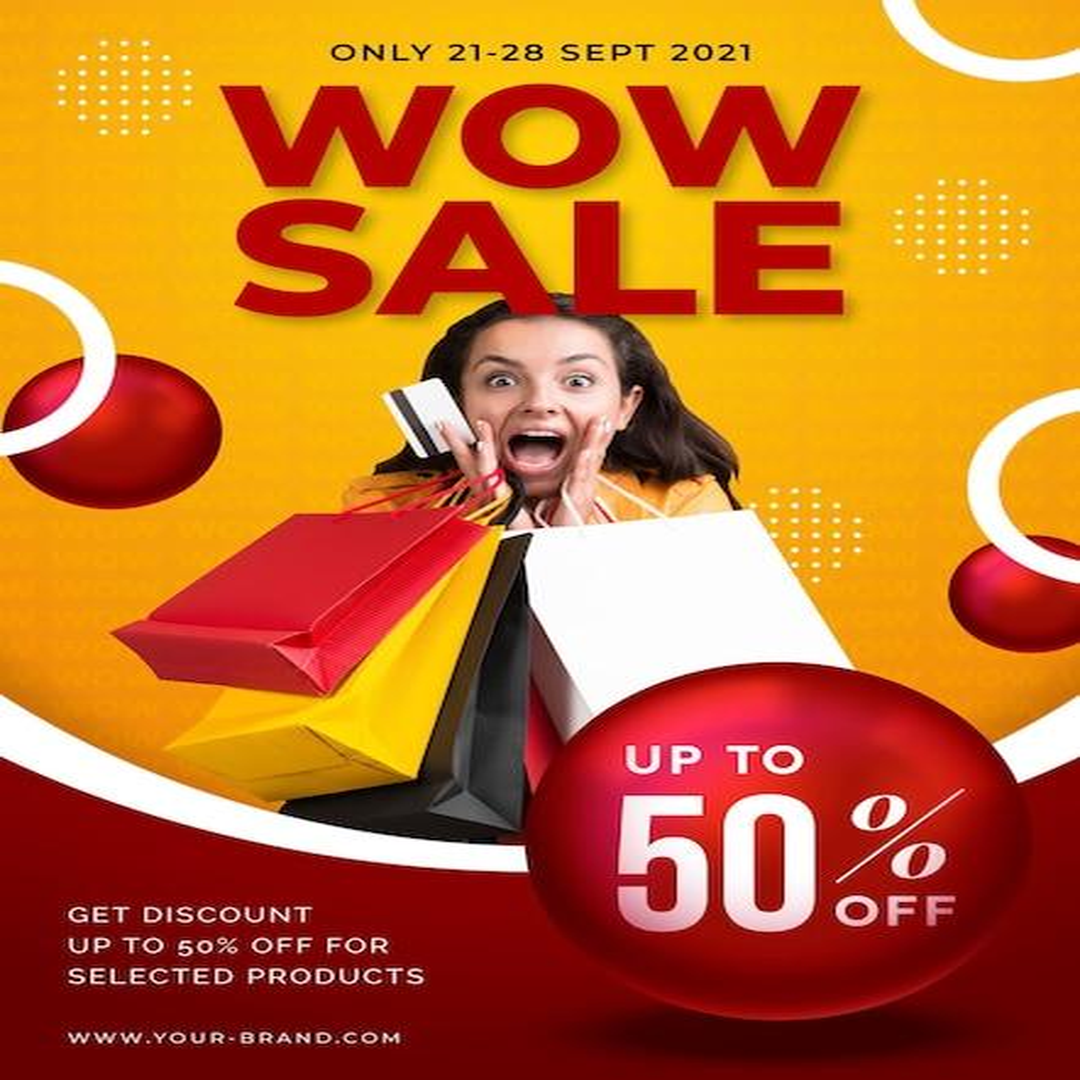 ONLY 21-28 SEPT 2021
WOW
SALE
UP TO
50%
OFF
GET DISCOUNT
UP TO 50% OFF FOR
SELECTED PRODUCTS
WWW.YOUR-BRAND.COM